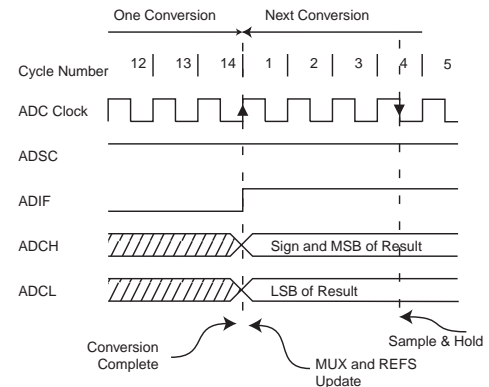 One Conversion Next Conversion
Cycle Number 12 13 14 1 2 3 4 5
ADC Clock
ADSC
ADIF
ADCH Sign and MSB of Result
ADCL LSB of Result
Sample & Hold
Conversion
Complete
MUX and REFS
Update